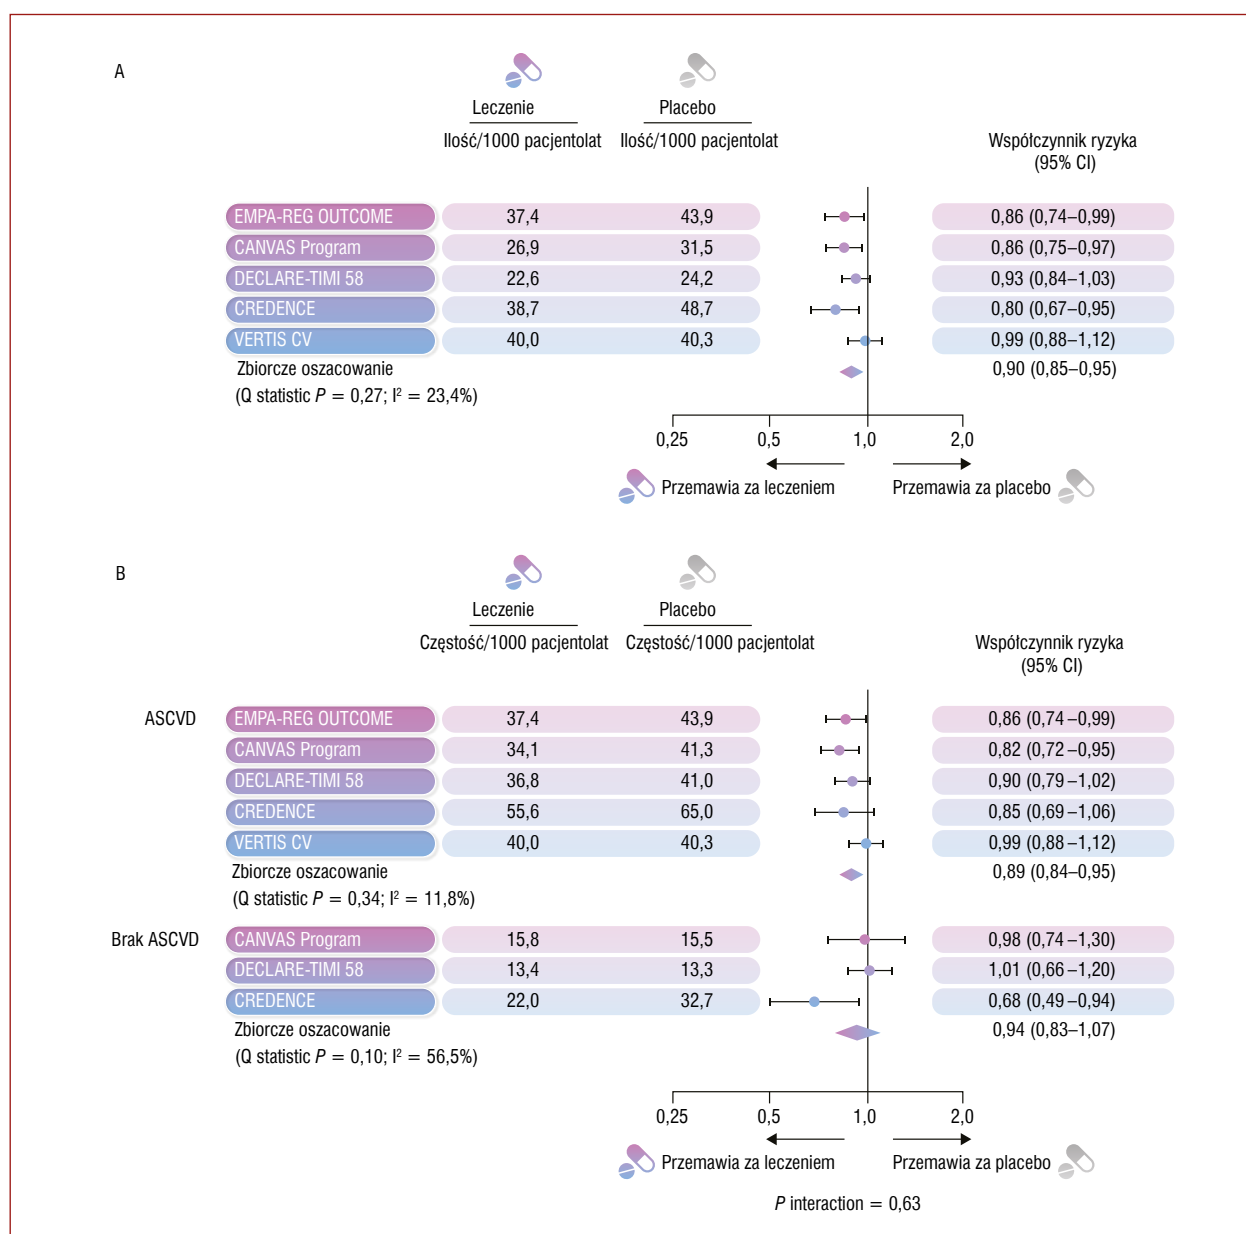 A
Leczenie Placebo
Ilość/1000 pacjentolat Ilość/1000 pacjentolat Współczynnik ryzyka
(95% CI)
EMPA-REG OUTCOME 37,4 43,9 0,86 (0,74–0,99)
CANVAS Program 26,9 31,5 0,86 (0,75–0,97)
DECLARE-TIMI 58 22,6 24,2 0,93 (0,84–1,03)
CREDENCE 38,7 48,7 0,80 (0,67–0,95)
VERTIS CV 40,0 40,3 0,99 (0,88–1,12)
Zbiorcze oszacowanie 0,90 (0,85–0,95)
(Q statistic P = 0,27; I² = 23,4%)
0,25 0,5 1,0 2,0
Przemawia za leczeniem Przemawia za placebo
B
Leczenie Placebo
Częstość/1000 pacjentolat Częstość/1000 pacjentolat Współczynnik ryzyka
(95% CI)
ASCVD EMPA-REG OUTCOME 37,4 43,9 0,86 (0,74–0,99)
CANVAS Program 34,1 41,3 0,82 (0,72–0,95)
DECLARE-TIMI 58 36,8 41,0 0,90 (0,79–1,02)
CREDENCE 55,6 65,0 0,85 (0,69–1,06)
VERTIS CV 40,0 40,3 0,99 (0,88–1,12)
Zbiorcze oszacowanie 0,89 (0,84–0,95)
(Q statistic P = 0,34; I² = 11,8%)
Brak ASCVD CANVAS Program 15,8 15,5 0,98 (0,74–1,30)
DECLARE-TIMI 58 13,4 13,3 1,01 (0,66–1,20)
CREDENCE 22,0 32,7 0,68 (0,49–0,94)
Zbiorcze oszacowanie 0,94 (0,83–1,07)
(Q statistic P = 0,10; I² = 56,5%)
0,25 0,5 1,0 2,0
Przemawia za leczeniem Przemawia za placebo
P interaction = 0,63